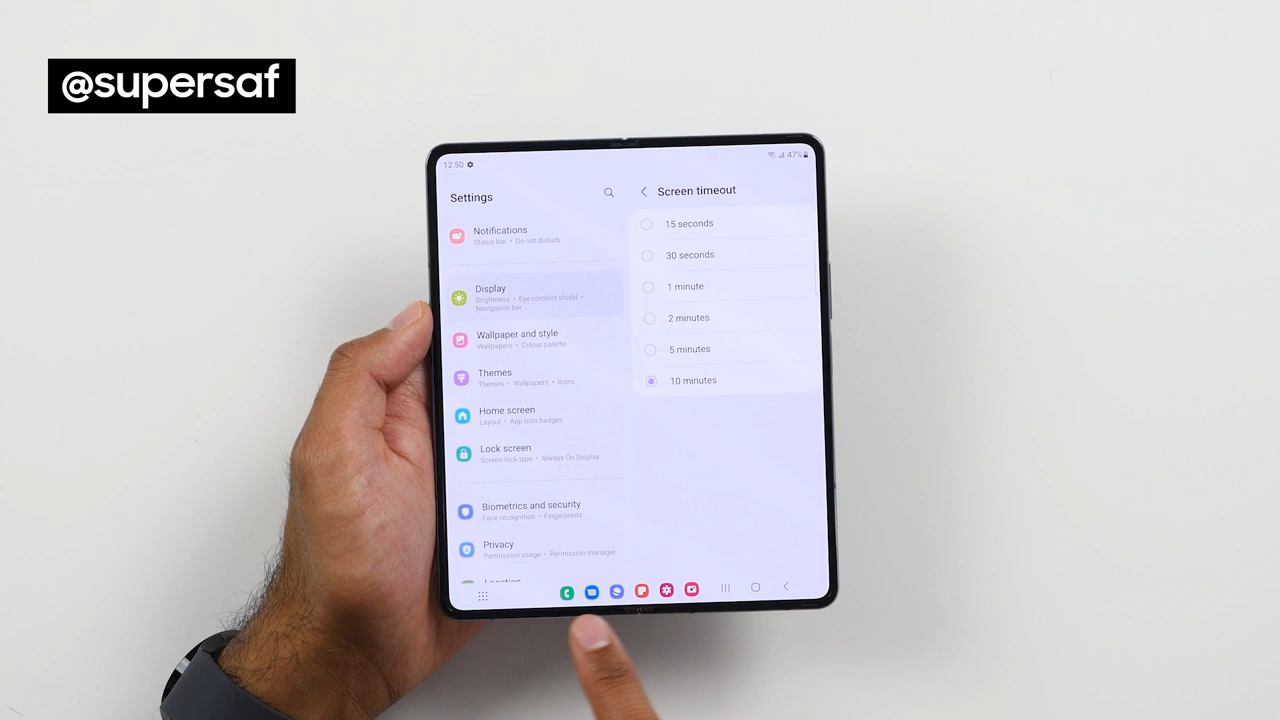 @supersaf
12:50
47%
Settings
Notifications
Status bar • Do not disturb
Display
Brightness • Eye comfort shield •
Navigation bar
Wallpaper and style
Wallpapers • Colour palette
Themes
Themes • Wallpapers • Icons
Home screen
Layout • App icon badges
Lock screen
Screen lock type • Always On Display
Biometrics and security
Face recognition • Fingerprints
Privacy
Permission usage • Permission manager
Location
Screen timeout
15 seconds
30 seconds
1 minute
2 minutes
5 minutes
10 minutes